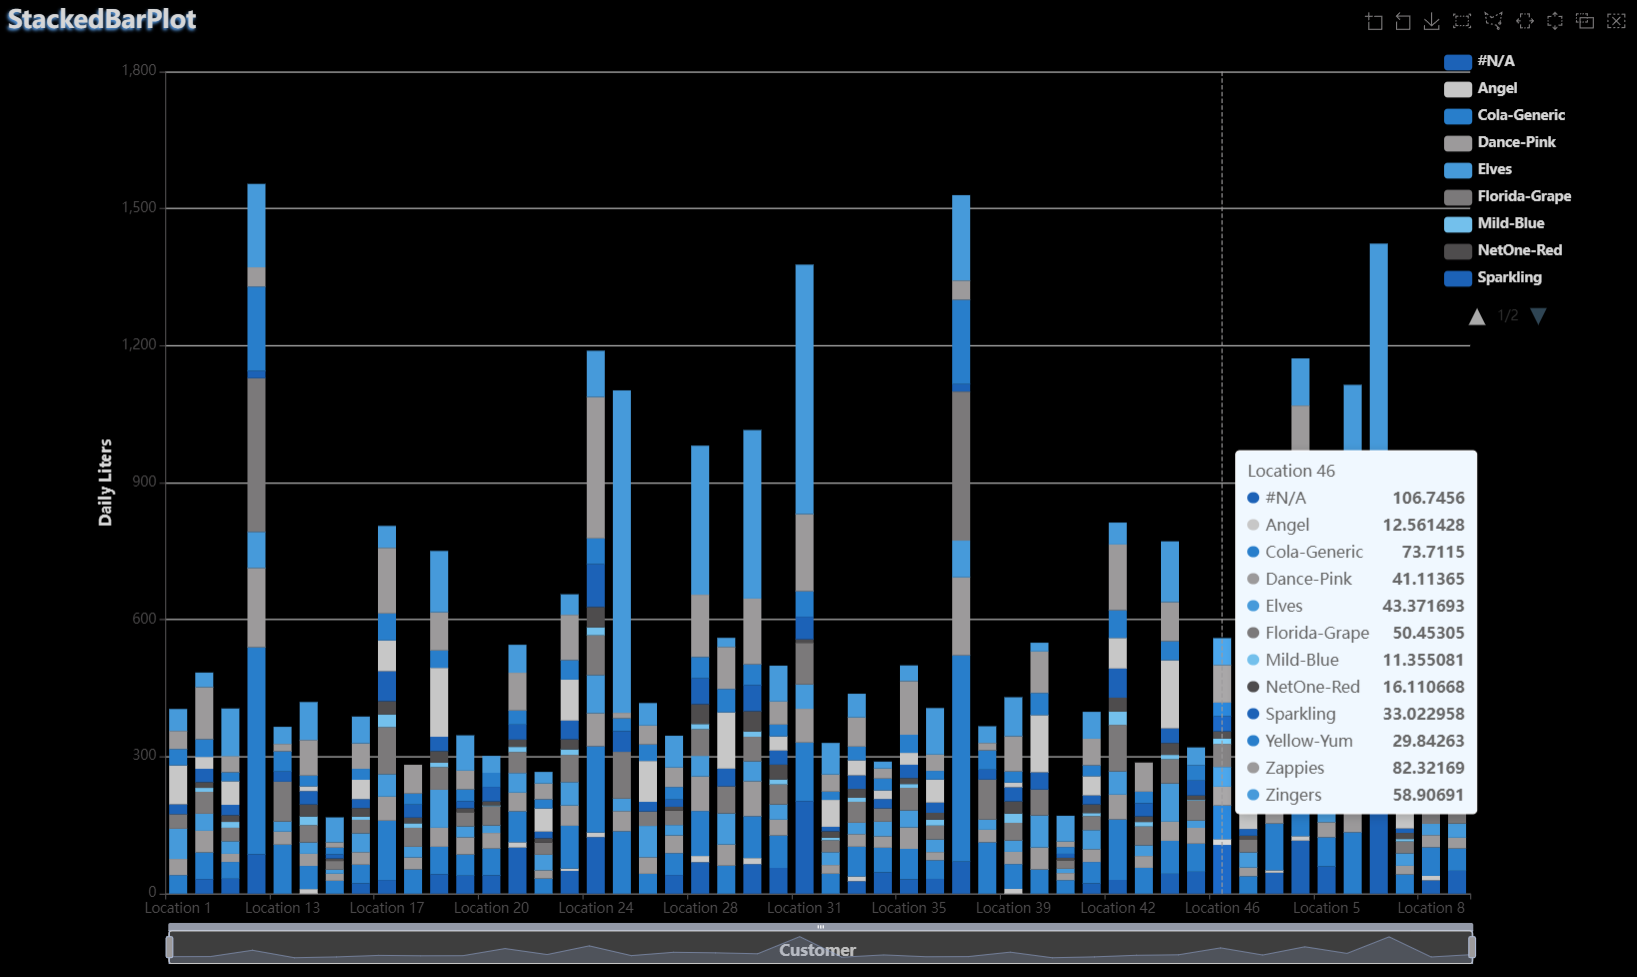 StackedBarPlot
#N/A
Angel
Cola-Generic
Dance-Pink
Elves
Florida-Grape
Mild-Blue
NetOne-Red
Sparkling
1/2
Daily Liters
1,800
1,500
1,200
900
600
300
0
Location 46
#N/A 106.7456
Angel 12.561428
Cola-Generic 73.7115
Dance-Pink 41.11365
Elves 43.371693
Florida-Grape 50.45305
Mild-Blue 11.355081
NetOne-Red 16.110668
Sparkling 33.022958
Yellow-Yum 29.84263
Zappies 82.32169
Zingers 58.90691
Location 1 Location 13 Location 17 Location 20 Location 24 Location 28 Location 31 Location 35 Location 39 Location 42 Location 46 Location 5 Location 8
Customer